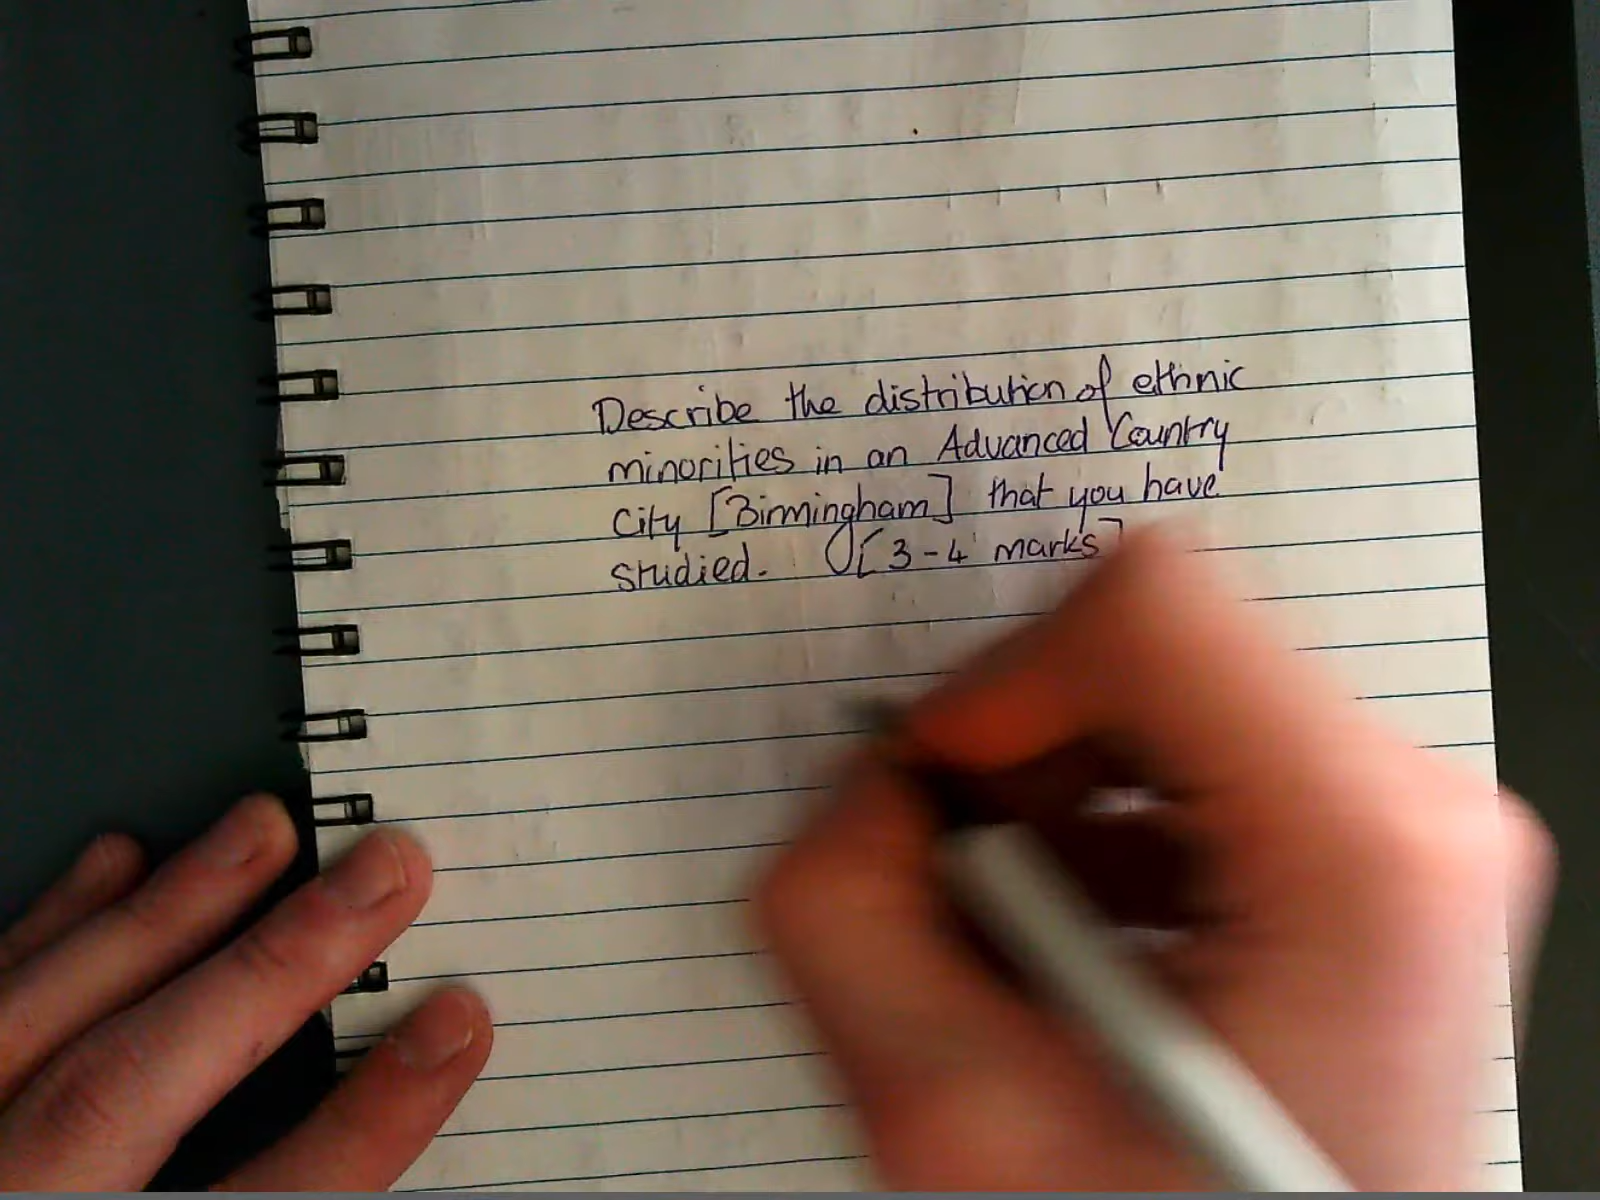 Describe the distribution of ethnic
minorities in an Advanced Country
City [Birmingham] that you have
studied. [3-4 marks]